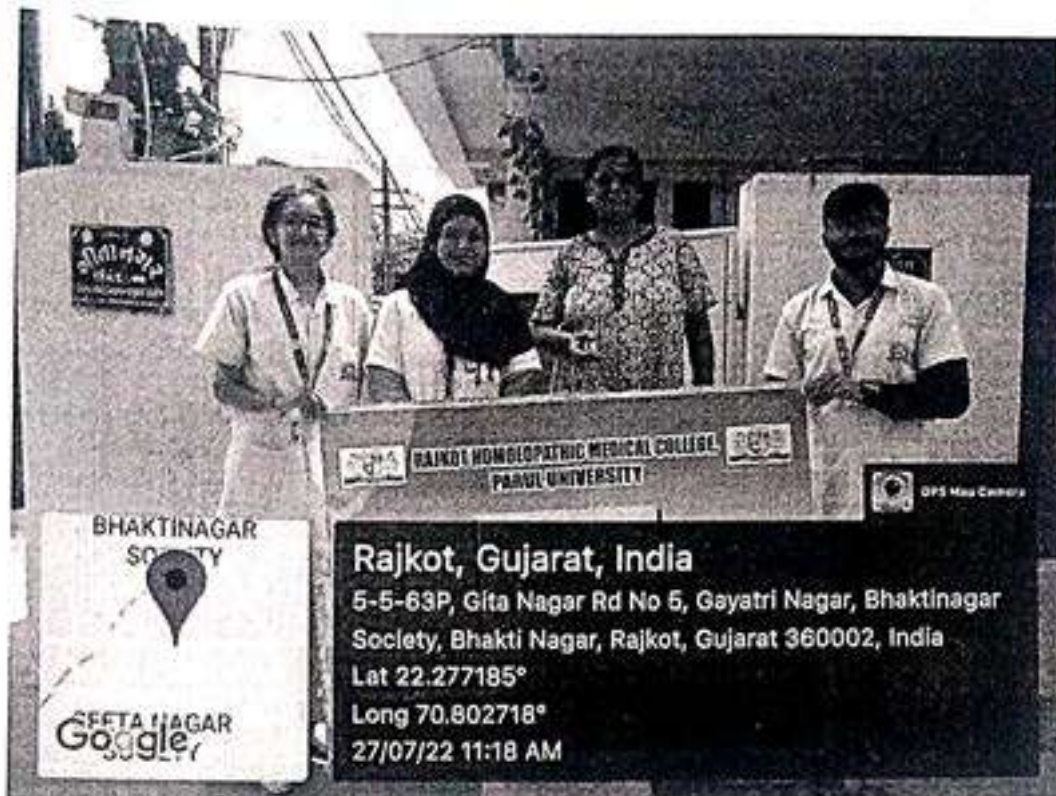 ગીતાનગર
RAJKOT HOMOEOPATHIC MEDICAL COLLEGE,
PARUL UNIVERSITY
GPS Map Camera
BHAKTINAGAR
SOCIETY
SEETA NAGAR
Google
Rajkot, Gujarat, India
5-5-63P, Gita Nagar Rd No 5, Gayatri Nagar, Bhaktinagar
Society, Bhakti Nagar, Rajkot, Gujarat 360002, India
Lat 22.277185°
Long 70.802718°
27/07/22 11:18 AM